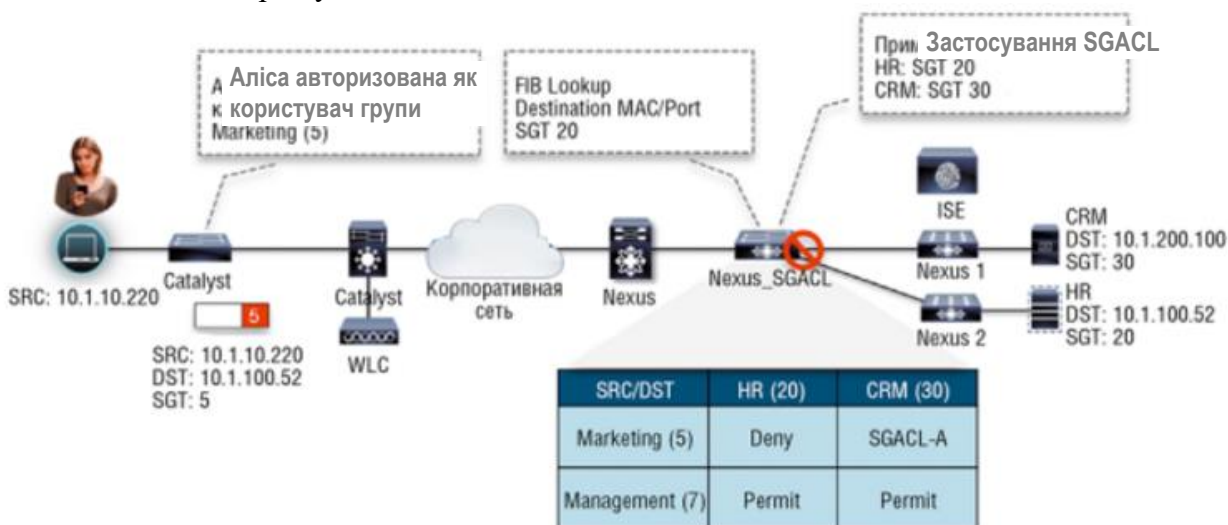 Аліса авторизована як
користувач групи
Marketing (5)
FIB Lookup
Destination MAC/Port
SGT 20
Прим Застосування SGACL
HR: SGT 20
CRM: SGT 30
SRC: 10.1.10.220
Catalyst
5
SRC: 10.1.10.220
DST: 10.1.100.52
SGT: 5
Catalyst
WLC
Корпоративная
сеть
Nexus
Nexus_SGACL
ISE
Nexus 1
Nexus 2
CRM
DST: 10.1.200.100
SGT: 30
HR
DST: 10.1.100.52
SGT: 20
SRC/DST HR (20) CRM (30)
Marketing (5) Deny SGACL-A
Management (7) Permit Permit